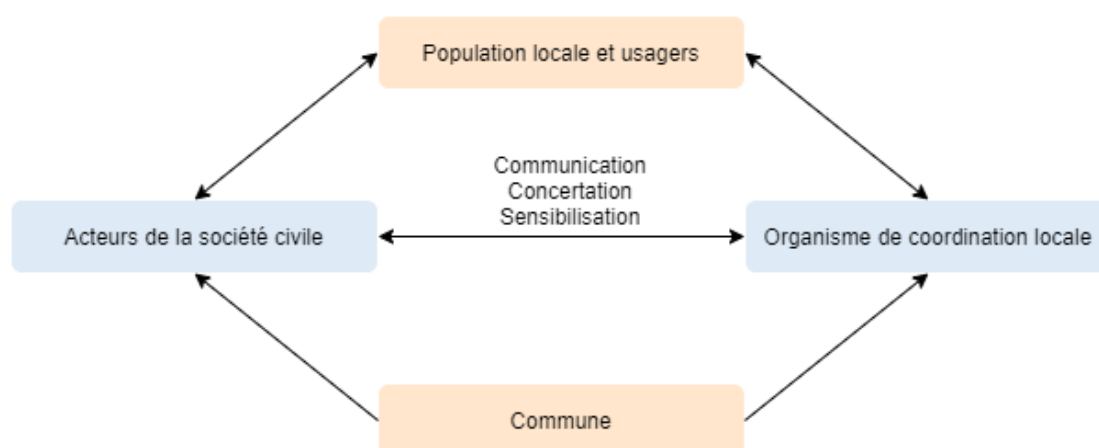 Population locale et usagers
Communication
Concertation
Sensibilisation
Acteurs de la société civile
Organisme de coordination locale
Commune